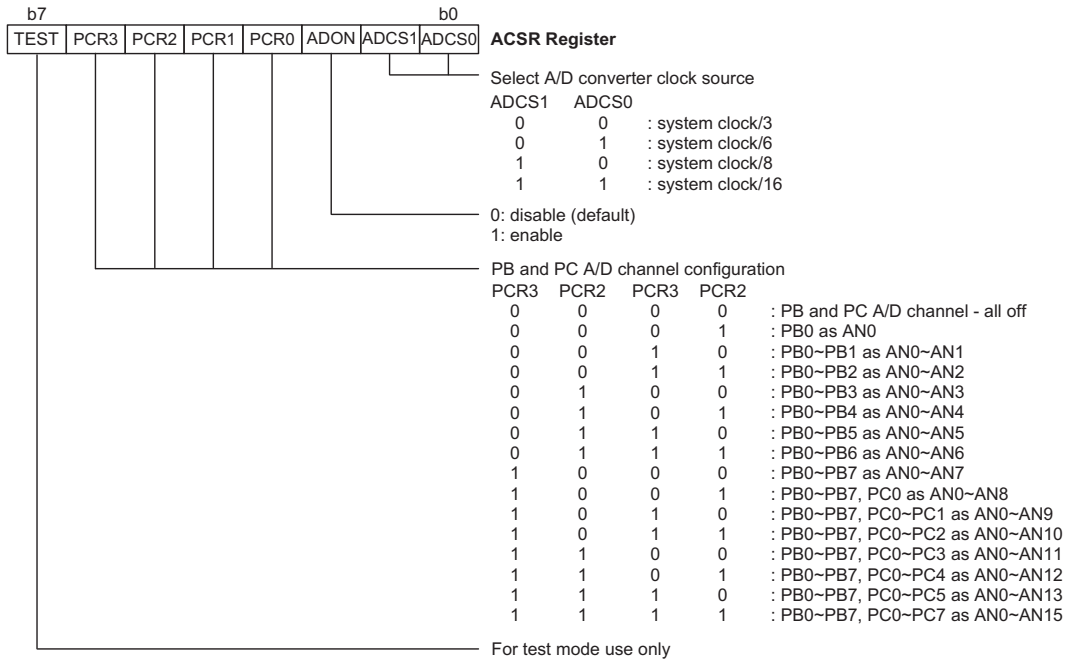 b7 b0
TEST PCR3 PCR2 PCR1 PCR0 ADON ADCS1 ADCS0 ACSR Register
Select A/D converter clock source
ADCS1 ADCS0
0 0 : system clock/3
0 1 : system clock/6
1 0 : system clock/8
1 1 : system clock/16
0: disable (default)
1: enable
PB and PC A/D channel configuration
PCR3 PCR2 PCR3 PCR2
0 0 0 0 : PB and PC A/D channel - all off
0 0 0 1 : PB0 as AN0
0 0 1 0 : PB0~PB1 as AN0~AN1
0 0 1 1 : PB0~PB2 as AN0~AN2
0 1 0 0 : PB0~PB3 as AN0~AN3
0 1 0 1 : PB0~PB4 as AN0~AN4
0 1 1 0 : PB0~PB5 as AN0~AN5
0 1 1 1 : PB0~PB6 as AN0~AN6
1 0 0 0 : PB0~PB7 as AN0~AN7
1 0 0 1 : PB0~PB7, PC0 as AN0~AN8
1 0 1 0 : PB0~PB7, PC0~PC1 as AN0~AN9
1 0 1 1 : PB0~PB7, PC0~PC2 as AN0~AN10
1 1 0 0 : PB0~PB7, PC0~PC3 as AN0~AN11
1 1 0 1 : PB0~PB7, PC0~PC4 as AN0~AN12
1 1 1 0 : PB0~PB7, PC0~PC5 as AN0~AN13
1 1 1 1 : PB0~PB7, PC0~PC7 as AN0~AN15
For test mode use only